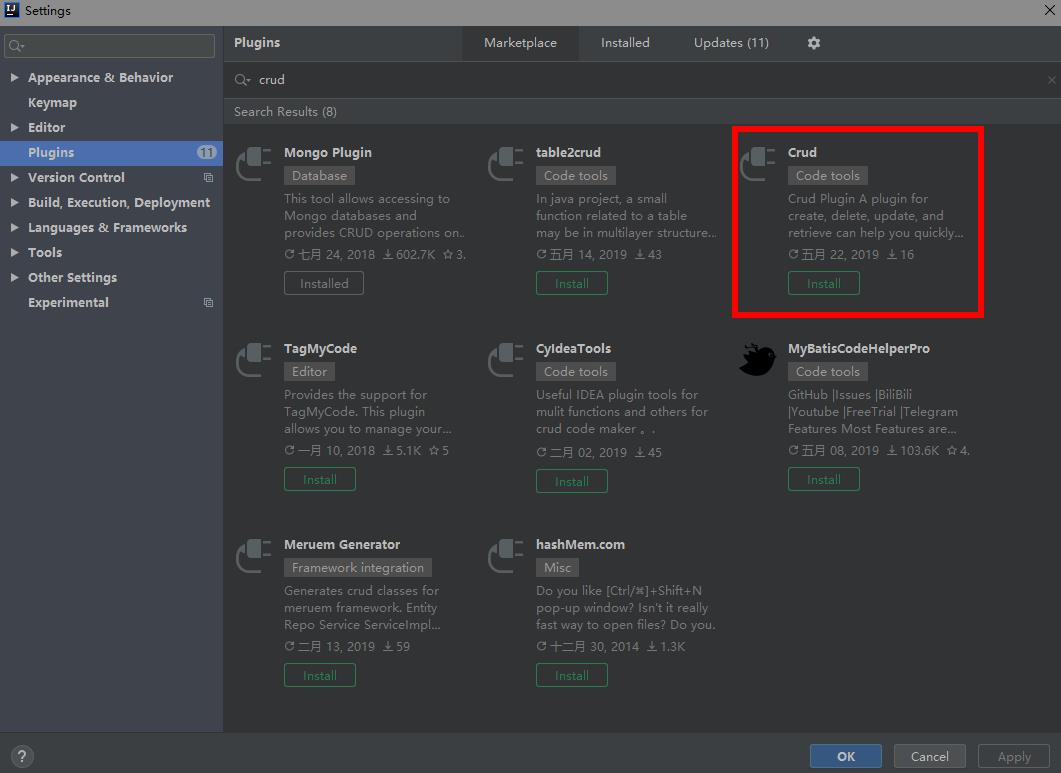 Settings
Plugins
Marketplace
Installed
Updates (11)
crud
Appearance & Behavior
Keymap
Editor
Plugins 11
Version Control
Build, Execution, Deployment
Languages & Frameworks
Tools
Other Settings
Experimental
Search Results (8)
Mongo Plugin
Database
This tool allows accessing to
Mongo databases and
provides CRUD operations on..
七月 24, 2018 602.7K 3.
Installed
table2crud
Code tools
In java project, a small
function related to a table
may be in multilayer structure...
五月 14, 2019 43
Install
Crud
Code tools
Crud Plugin A plugin for
create, delete, update, and
retrieve can help you quickly...
五月 22, 2019 16
Install
TagMyCode
Editor
Provides the support for
TagMyCode. This plugin
allows you to manage your...
一月 10, 2018 5.1K 5
Install
CyIdeaTools
Code tools
Useful IDEA plugin tools for
mulit functions and others for
crud code maker 。.
二月 02, 2019 45
Install
MyBatisCodeHelperPro
Code tools
GitHub |Issues |BiliBili
|Youtube |FreeTrial |Telegram
Features Most Features are...
五月 08, 2019 103.6K 4.
Install
Meruem Generator
Framework integration
Generates crud classes for
meruem framework. Entity
Repo Service ServiceImpl...
二月 13, 2019 59
Install
hashMem.com
Misc
Do you like [Ctrl/⌘]+Shift+N
pop-up window? Isn't it really
fast way to open files? Do you.
十二月 30, 2014 1.3K
Install
?
OK
Cancel
Apply